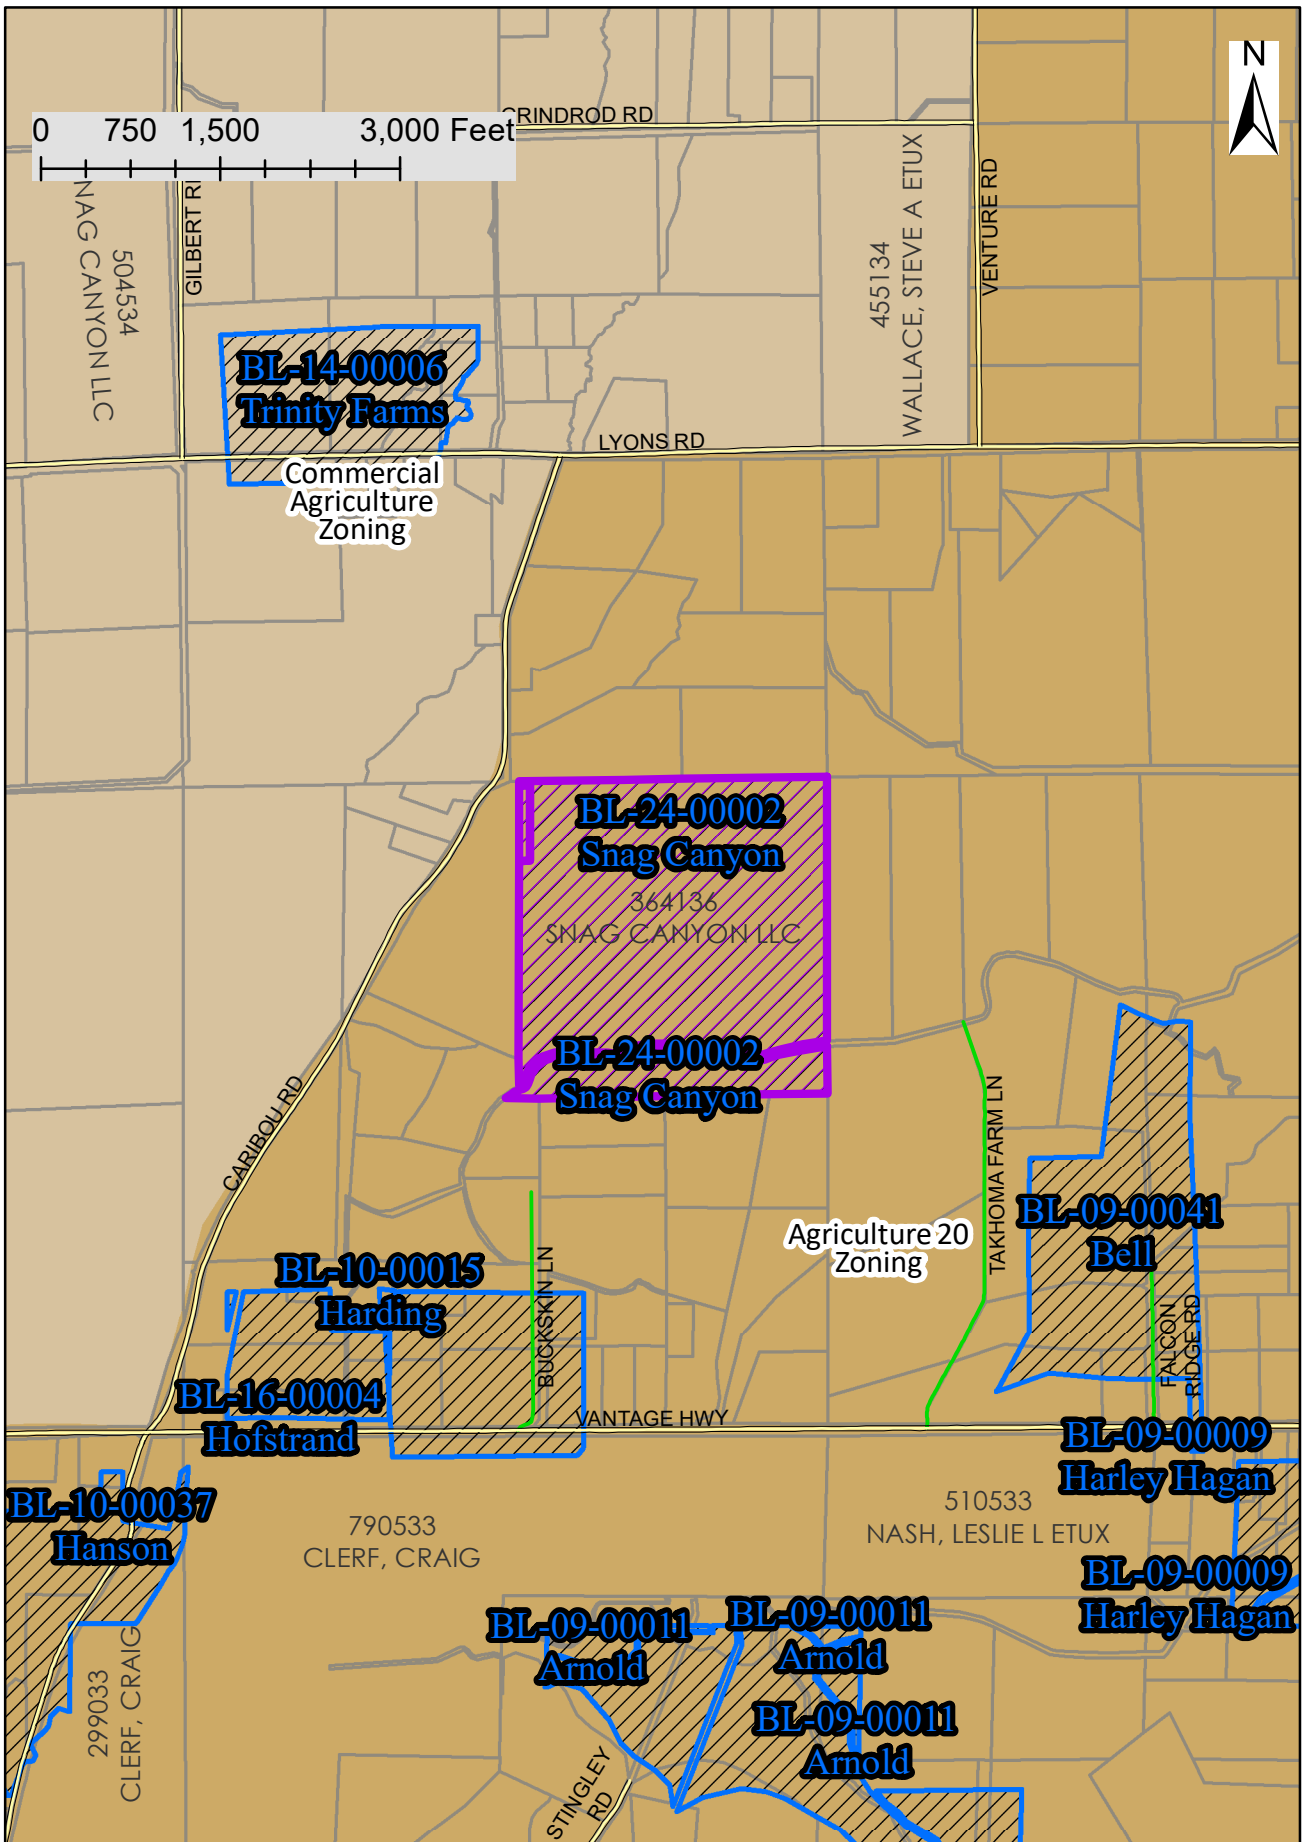 N
0 750 1,500 3,000 Feet
GRINDROD RD
504534
NAG CANYON LLC
GILBERT R
455134
WALLACE, STEVE A ETUX
VENTURE RD
BL-14-00006
Trinity Farms
LYONS RD
Commercial
Agriculture
Zoning
BL-24-00002
Snag Canyon
364136
SNAG CANYON LLC
BL-24-00002
Snag Canyon
CARIBOU RD
TAKHOMA FARM LN
BL-09-00041
Bell
Agriculture 20
Zoning
BL-10-00015
Harding
BUCKSKIN LN
FALCON
RIDGE RD
BL-16-00004
Hofstrand
VANTAGE HWY
BL-09-00009
Harley Hagan
BL-10-00037
Hanson
790533
CLERF, CRAIG
510533
NASH, LESLIE L ETUX
BL-09-00009
Harley Hagan
BL-09-00011
Arnold
BL-09-00011
Arnold
299033
CLERF, CRAIG
BL-09-00011
Arnold
STINGLEY
RD